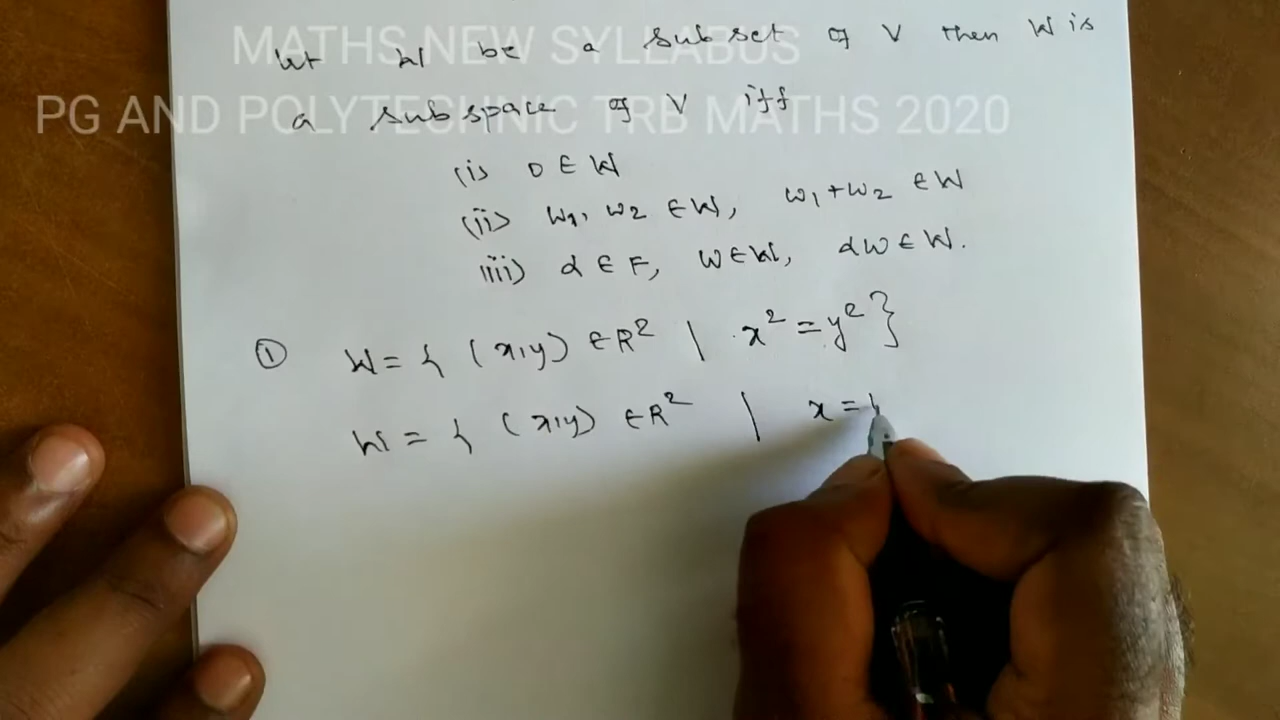 MATHS NEW SYLLABUS
PG AND POLYTECHNIC TRB MATHS 2020
Let W be a subset of V then W is
a subspace of V iff
(i) 0 ∈ W
(ii) w1, w2 ∈ W, w1+w2 ∈ W
iii) α ∈ F, w ∈ W, αw ∈ W.
① W = { (x,y) ∈ R² | x² = y² }
W = { (x,y) ∈ R² | x =